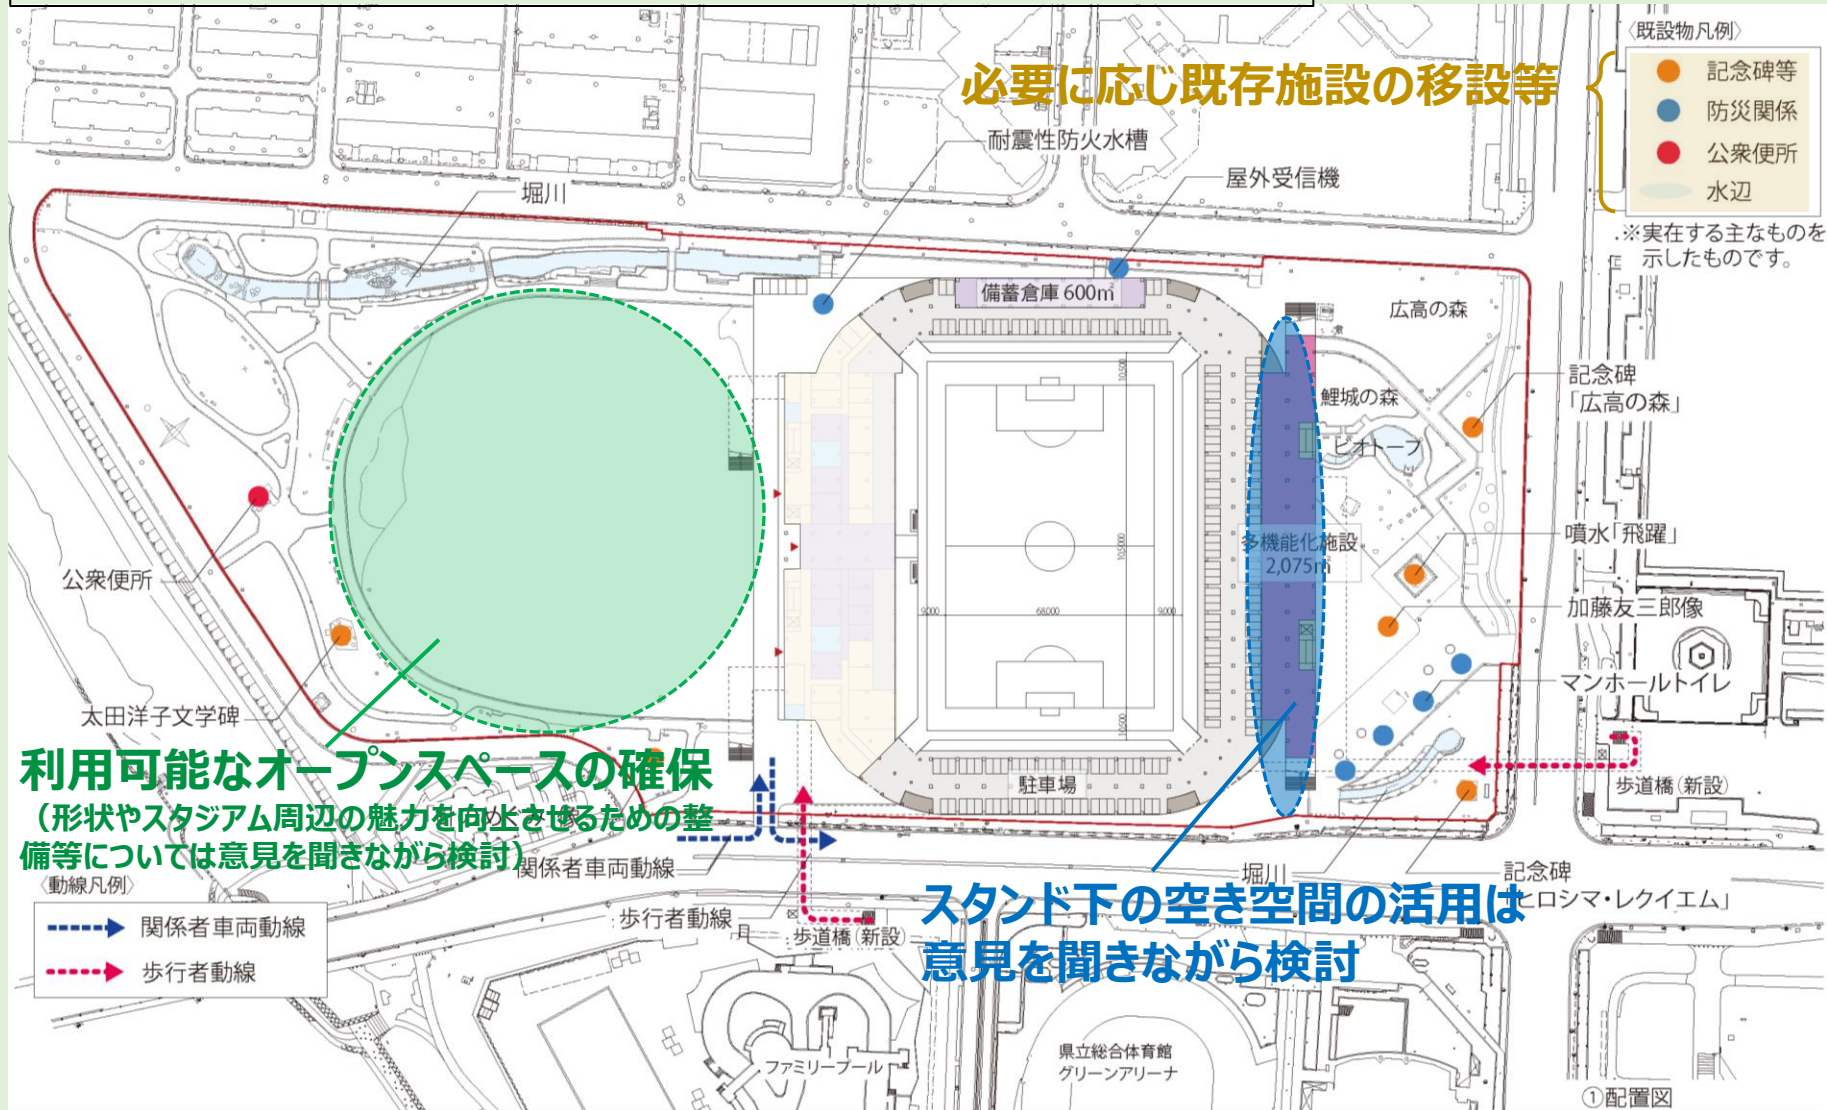 〈既設物凡例〉
必要に応じ既存施設の移設等
記念碑等
防災関係
公衆便所
水辺
※実在する主なものを
示したものです。
耐震性防火水槽
屋外受信機
堀川
備蓄倉庫 600㎡
広高の森
鯉城の森
ビオトープ
記念碑
「広高の森」
噴水「飛躍」
多機能化施設
2,075㎡
加藤友三郎像
マンホールトイレ
公衆便所
太田洋子文学碑
10,500
105,000
10,500
9,000
68,000
9,000
駐車場
歩道橋(新設)
利用可能なオープンスペースの確保
(形状やスタジアム周辺の魅力を向上させるための整
備等については意見を聞きながら検討)
関係者車両動線
堀川
記念碑
「ヒロシマ・レクイエム」
〈動線凡例〉
関係者車両動線
歩行者動線
歩行者動線
歩道橋(新設)
スタンド下の空き空間の活用は
意見を聞きながら検討
ファミリープール
県立総合体育館
グリーンアリーナ
①配置図